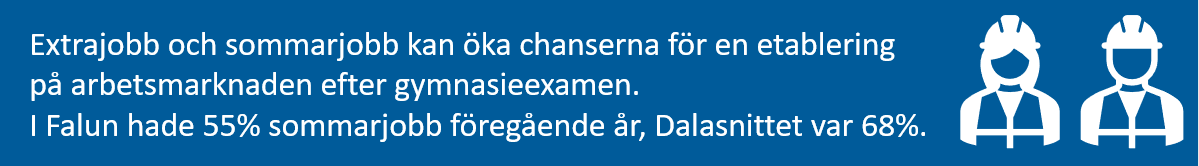 Extrajobb och sommarjobb kan öka chanserna för en etablering
på arbetsmarknaden efter gymnasieexamen.
I Falun hade 55% sommarjobb föregående år, Dalasnittet var 68%.